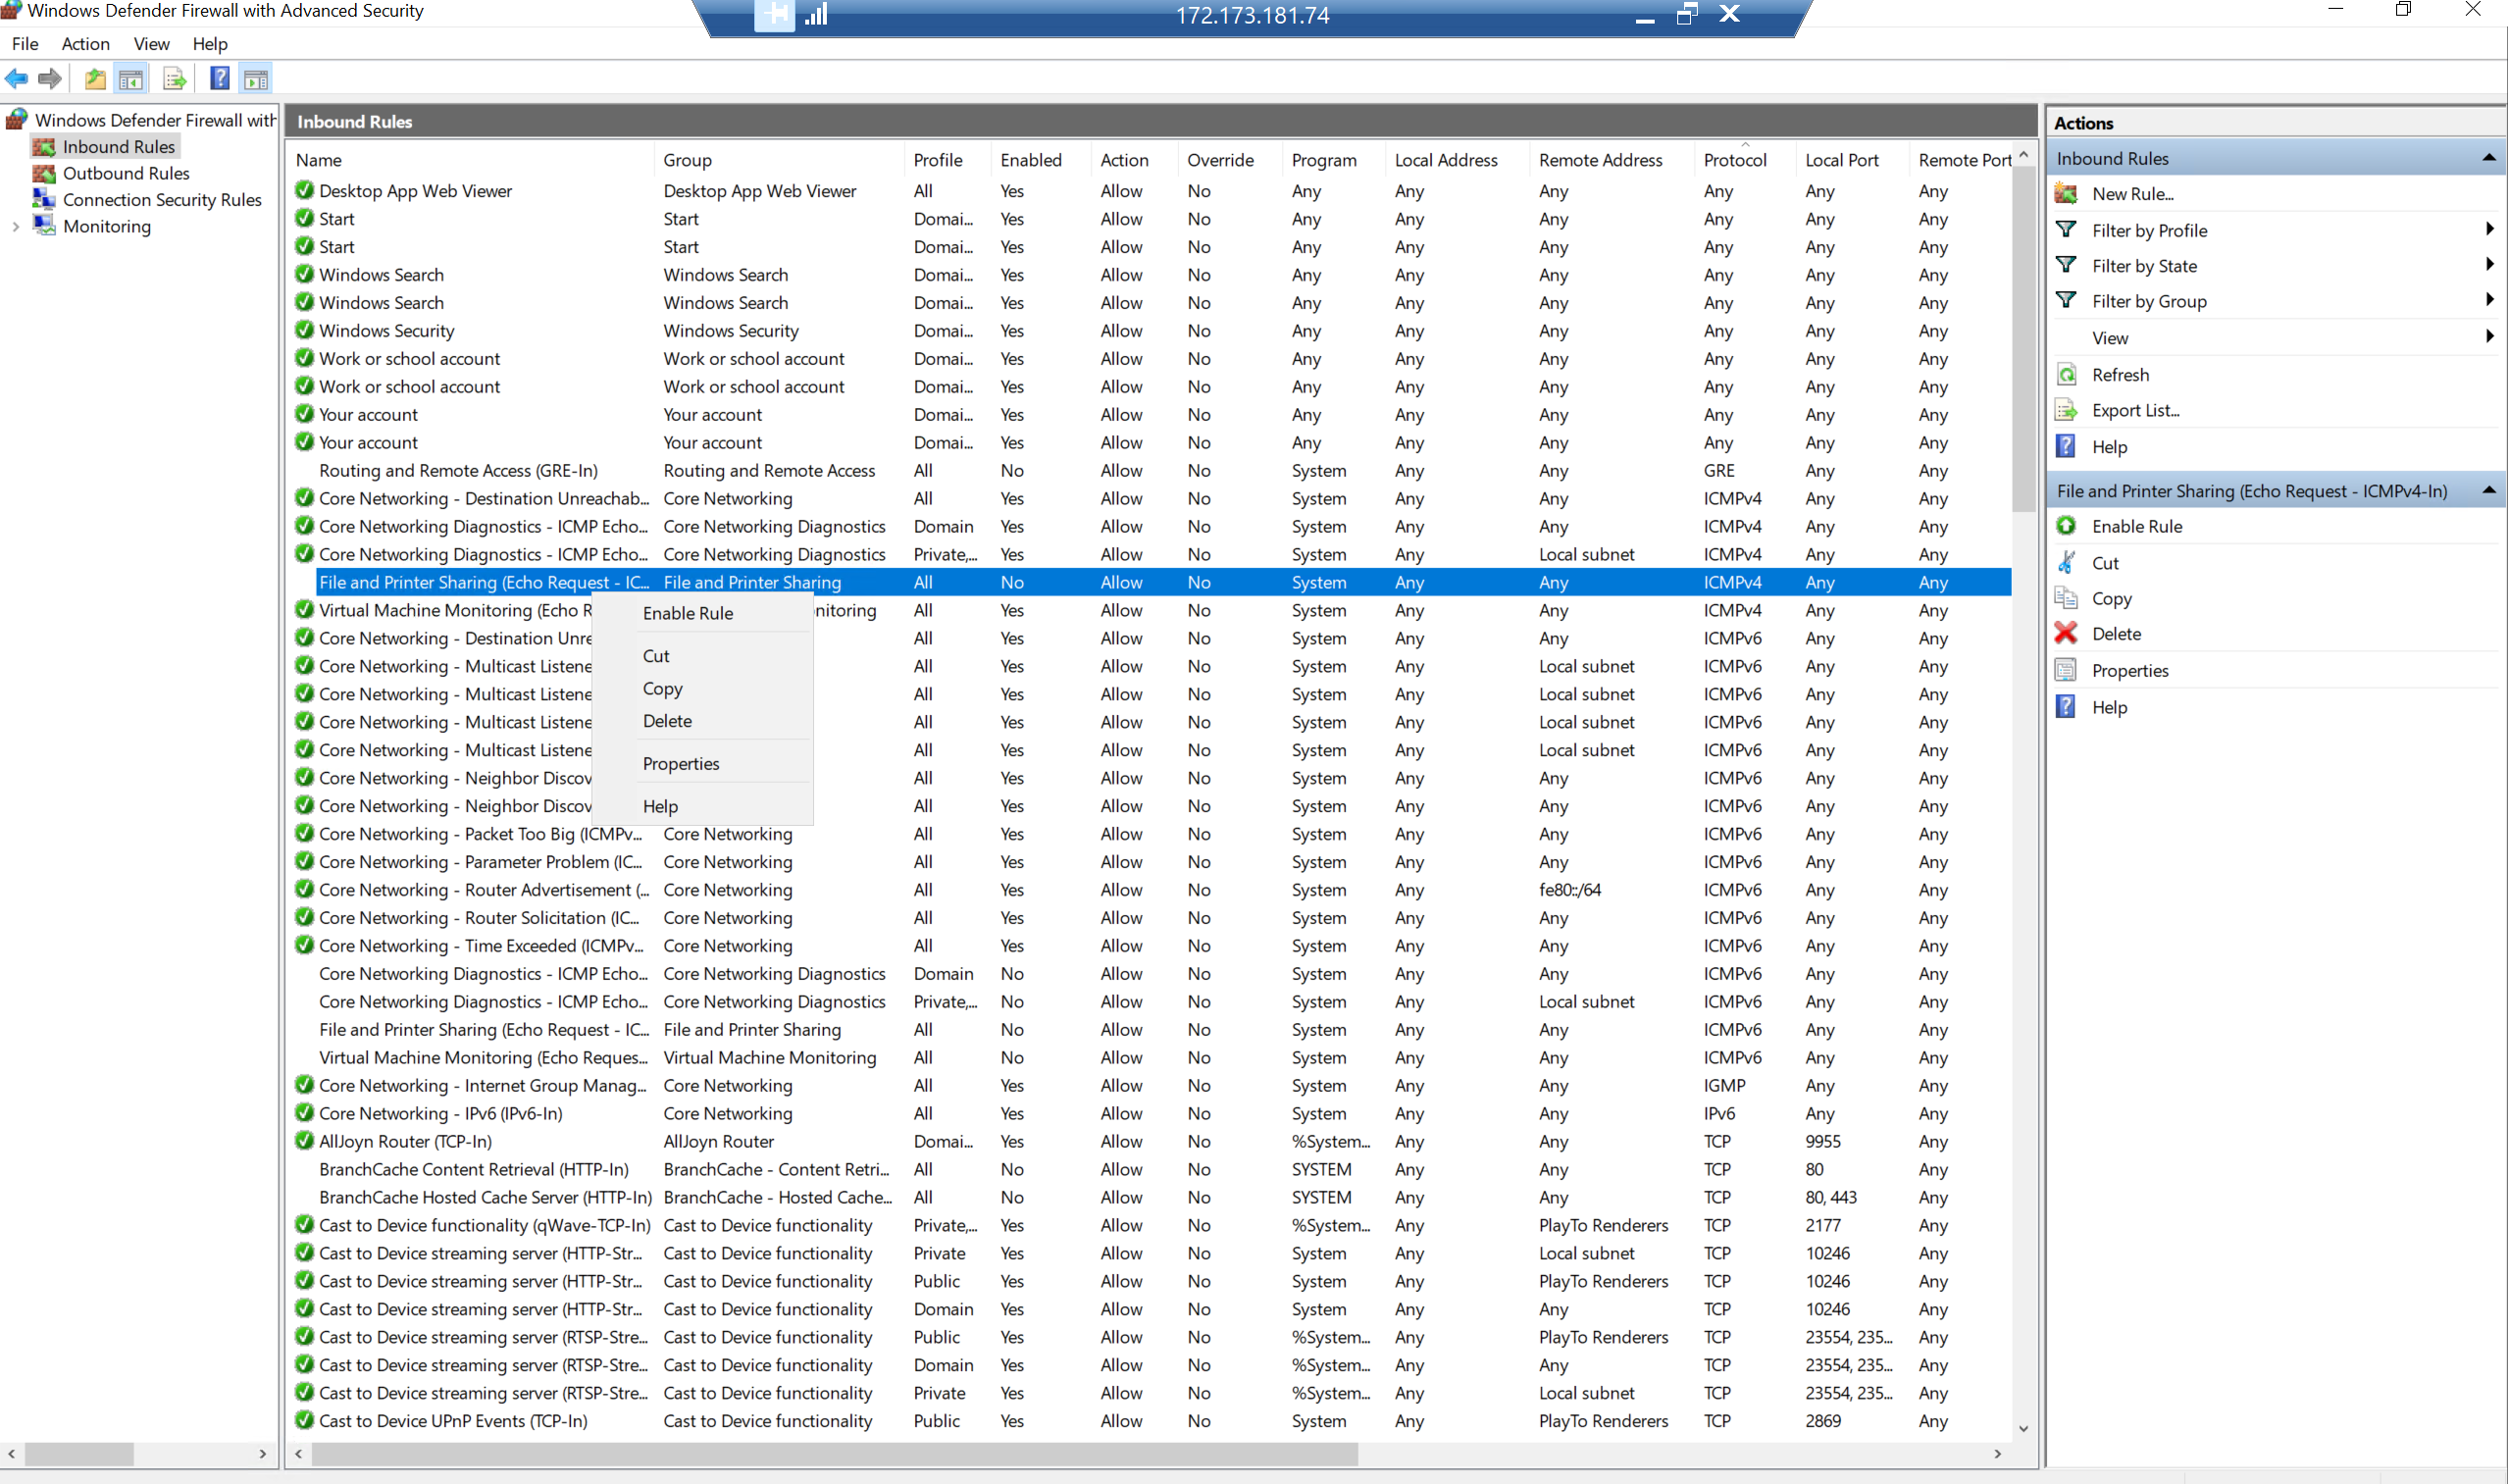 Windows Defender Firewall with Advanced Security
172.173.181.74
File Action View Help
Windows Defender Firewall with
Inbound Rules
Outbound Rules
Connection Security Rules
Monitoring
Inbound Rules
Name Group Profile Enabled Action Override Program Local Address Remote Address Protocol Local Port Remote Port
Desktop App Web Viewer Desktop App Web Viewer All Yes Allow No Any Any Any Any Any Any
Start Start Domai... Yes Allow No Any Any Any Any Any Any
Start Start Domai... Yes Allow No Any Any Any Any Any Any
Windows Search Windows Search Domai... Yes Allow No Any Any Any Any Any Any
Windows Search Windows Search Domai... Yes Allow No Any Any Any Any Any Any
Windows Security Windows Security Domai... Yes Allow No Any Any Any Any Any Any
Work or school account Work or school account Domai... Yes Allow No Any Any Any Any Any Any
Work or school account Work or school account Domai... Yes Allow No Any Any Any Any Any Any
Your account Your account Domai... Yes Allow No Any Any Any Any Any Any
Your account Your account Domai... Yes Allow No Any Any Any Any Any Any
Routing and Remote Access (GRE-In) Routing and Remote Access All No Allow No System Any Any GRE Any Any
Core Networking - Destination Unreachab... Core Networking All Yes Allow No System Any Any ICMPv4 Any Any
Core Networking Diagnostics - ICMP Echo... Core Networking Diagnostics Domain Yes Allow No System Any Any ICMPv4 Any Any
Core Networking Diagnostics - ICMP Echo... Core Networking Diagnostics Private,... Yes Allow No System Any Local subnet ICMPv4 Any Any
File and Printer Sharing (Echo Request - IC... File and Printer Sharing All No Allow No System Any Any ICMPv4 Any Any
Virtual Machine Monitoring (Echo R nitoring All Yes Allow No System Any Any ICMPv4 Any Any
Core Networking - Destination Unre All Yes Allow No System Any Any ICMPv6 Any Any
Core Networking - Multicast Listene All Yes Allow No System Any Local subnet ICMPv6 Any Any
Core Networking - Multicast Listene All Yes Allow No System Any Local subnet ICMPv6 Any Any
Core Networking - Multicast Listene All Yes Allow No System Any Local subnet ICMPv6 Any Any
Core Networking - Multicast Listene All Yes Allow No System Any Local subnet ICMPv6 Any Any
Core Networking - Neighbor Discov All Yes Allow No System Any Any ICMPv6 Any Any
Core Networking - Neighbor Discov All Yes Allow No System Any Any ICMPv6 Any Any
Core Networking - Packet Too Big (ICMPv... Core Networking All Yes Allow No System Any Any ICMPv6 Any Any
Core Networking - Parameter Problem (IC... Core Networking All Yes Allow No System Any Any ICMPv6 Any Any
Core Networking - Router Advertisement (... Core Networking All Yes Allow No System Any fe80::/64 ICMPv6 Any Any
Core Networking - Router Solicitation (IC... Core Networking All Yes Allow No System Any Any ICMPv6 Any Any
Core Networking - Time Exceeded (ICMPv... Core Networking All Yes Allow No System Any Any ICMPv6 Any Any
Core Networking Diagnostics - ICMP Echo... Core Networking Diagnostics Domain No Allow No System Any Any ICMPv6 Any Any
Core Networking Diagnostics - ICMP Echo... Core Networking Diagnostics Private,... No Allow No System Any Local subnet ICMPv6 Any Any
File and Printer Sharing (Echo Request - IC... File and Printer Sharing All No Allow No System Any Any ICMPv6 Any Any
Virtual Machine Monitoring (Echo Reques... Virtual Machine Monitoring All No Allow No System Any Any ICMPv6 Any Any
Core Networking - Internet Group Manag... Core Networking All Yes Allow No System Any Any IGMP Any Any
Core Networking - IPv6 (IPv6-In) Core Networking All Yes Allow No System Any Any IPv6 Any Any
AllJoyn Router (TCP-In) AllJoyn Router Domai... Yes Allow No %System... Any Any TCP 9955 Any
BranchCache Content Retrieval (HTTP-In) BranchCache - Content Retri... All No Allow No SYSTEM Any Any TCP 80 Any
BranchCache Hosted Cache Server (HTTP-In) BranchCache - Hosted Cache... All No Allow No SYSTEM Any Any TCP 80, 443 Any
Cast to Device functionality (qWave-TCP-In) Cast to Device functionality Private,... Yes Allow No %System... Any PlayTo Renderers TCP 2177 Any
Cast to Device streaming server (HTTP-Str... Cast to Device functionality Private Yes Allow No System Any Local subnet TCP 10246 Any
Cast to Device streaming server (HTTP-Str... Cast to Device functionality Public Yes Allow No System Any PlayTo Renderers TCP 10246 Any
Cast to Device streaming server (HTTP-Str... Cast to Device functionality Domain Yes Allow No System Any Any TCP 10246 Any
Cast to Device streaming server (RTSP-Stre... Cast to Device functionality Public Yes Allow No %System... Any PlayTo Renderers TCP 23554, 235... Any
Cast to Device streaming server (RTSP-Stre... Cast to Device functionality Domain Yes Allow No %System... Any Any TCP 23554, 235... Any
Cast to Device streaming server (RTSP-Stre... Cast to Device functionality Private Yes Allow No %System... Any Local subnet TCP 23554, 235... Any
Cast to Device UPnP Events (TCP-In) Cast to Device functionality Public Yes Allow No System Any PlayTo Renderers TCP 2869 Any
Enable Rule
Cut
Copy
Delete
Properties
Help
Actions
Inbound Rules
New Rule...
Filter by Profile
Filter by State
Filter by Group
View
Refresh
Export List...
Help
File and Printer Sharing (Echo Request - ICMPv4-In)
Enable Rule
Cut
Copy
Delete
Properties
Help